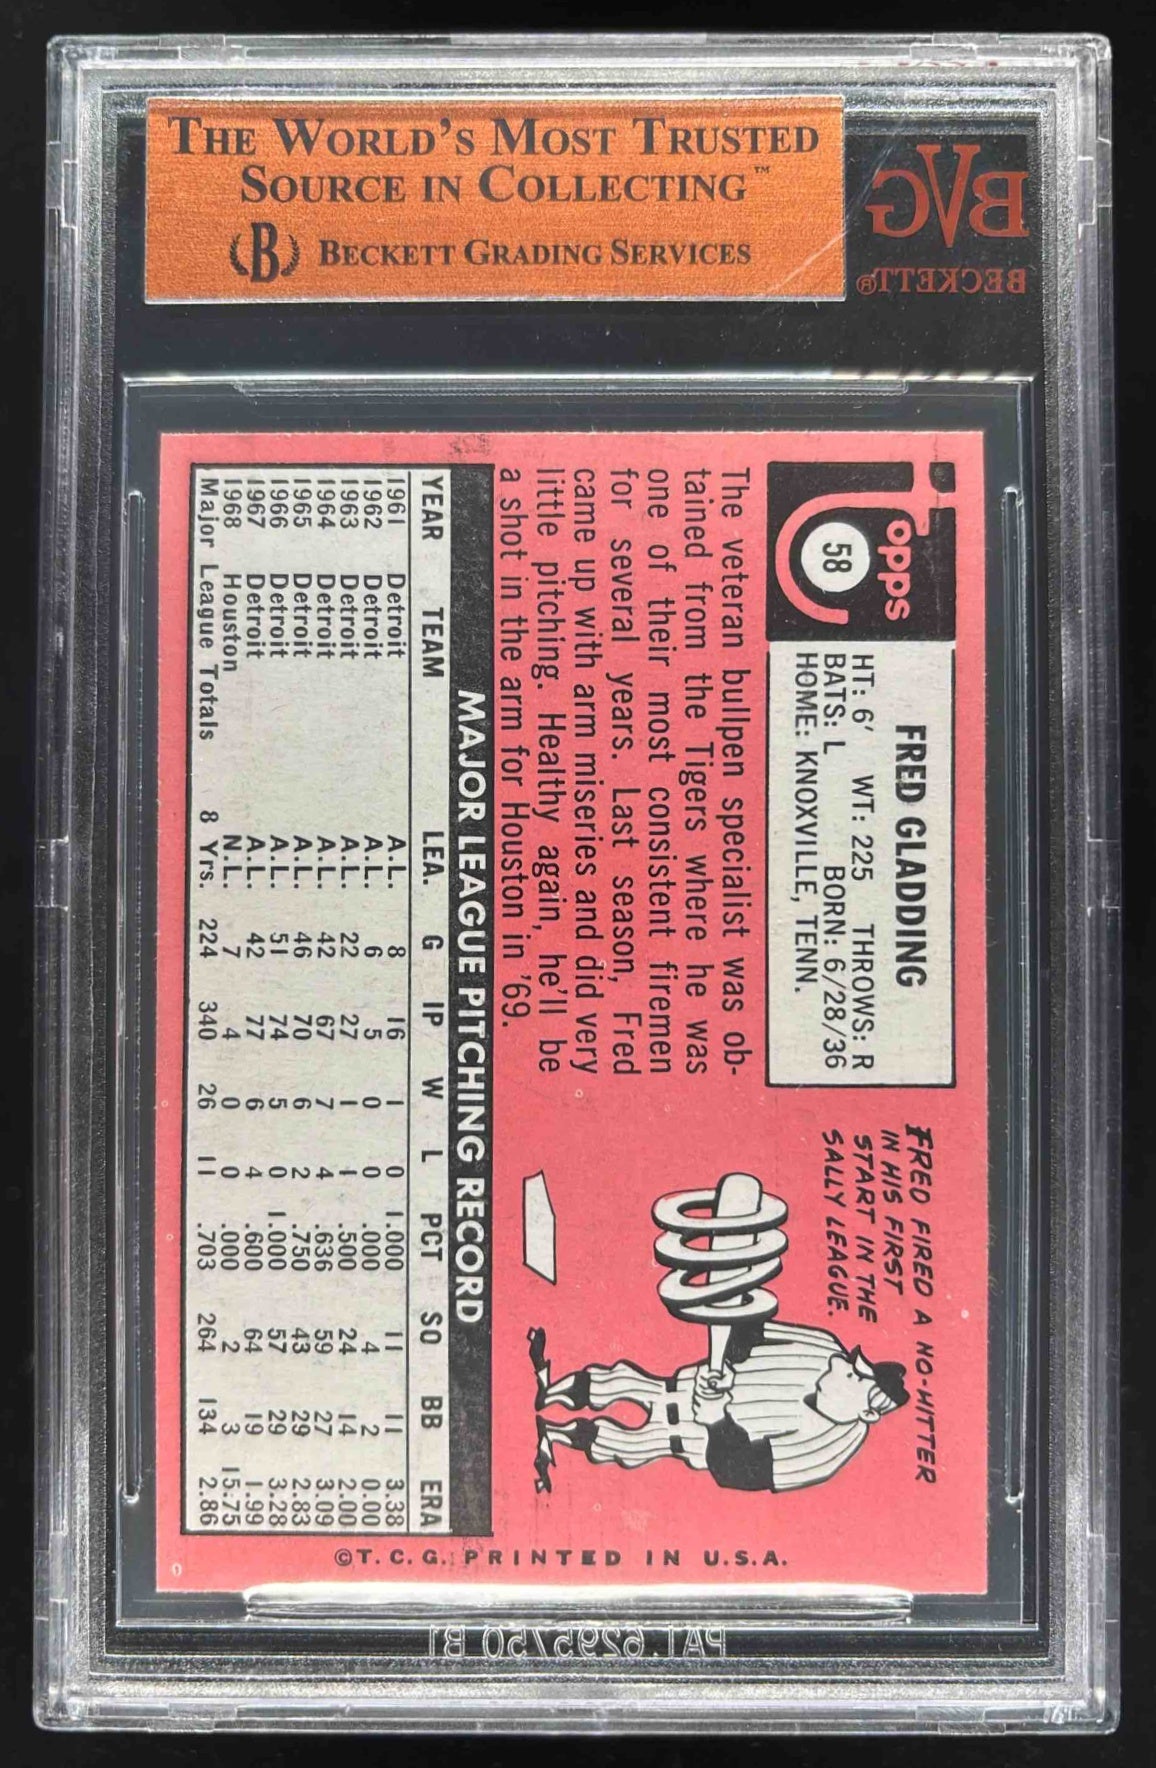 THE WORLD'S MOST TRUSTED
SOURCE IN COLLECTING™
B BECKETT GRADING SERVICES
BVG
BECKETT®
Topps
58
FRED GLADDING
HT: 6' WT: 225 THROWS: R
BATS: L BORN: 6/28/36
HOME: KNOXVILLE, TENN.
The veteran bullpen specialist was ob-
tained from the Tigers where he was
one of their most consistent firemen
for several years. Last season, Fred
came up with arm miseries and did very
little pitching. Healthy again, he'll be
a shot in the arm for Houston in '69.
FRED FIRED A NO-HITTER
IN HIS FIRST
START IN THE
SALLY LEAGUE.
MAJOR LEAGUE PITCHING RECORD
YEAR TEAM LEA. G IP W L PCT SO BB ERA
1961 Detroit A.L. 8 16 1 0 1.000 11 11 3.38
1962 Detroit A.L. 6 5 0 0 .000 4 2 0.00
1963 Detroit A.L. 22 27 1 1 .500 24 14 2.00
1964 Detroit A.L. 42 67 7 4 .636 59 27 3.09
1965 Detroit A.L. 46 70 6 2 .750 43 29 2.83
1966 Detroit A.L. 51 74 5 0 1.000 57 29 3.28
1967 Detroit A.L. 42 77 6 4 .600 64 19 1.99
1968 Houston N.L. 7 4 0 0 .000 2 3 15.75
Major League Totals 8 Yrs. 224 340 26 11 .703 264 134 2.86
©T.C.G. PRINTED IN U.S.A.
PAT.6295750 B1